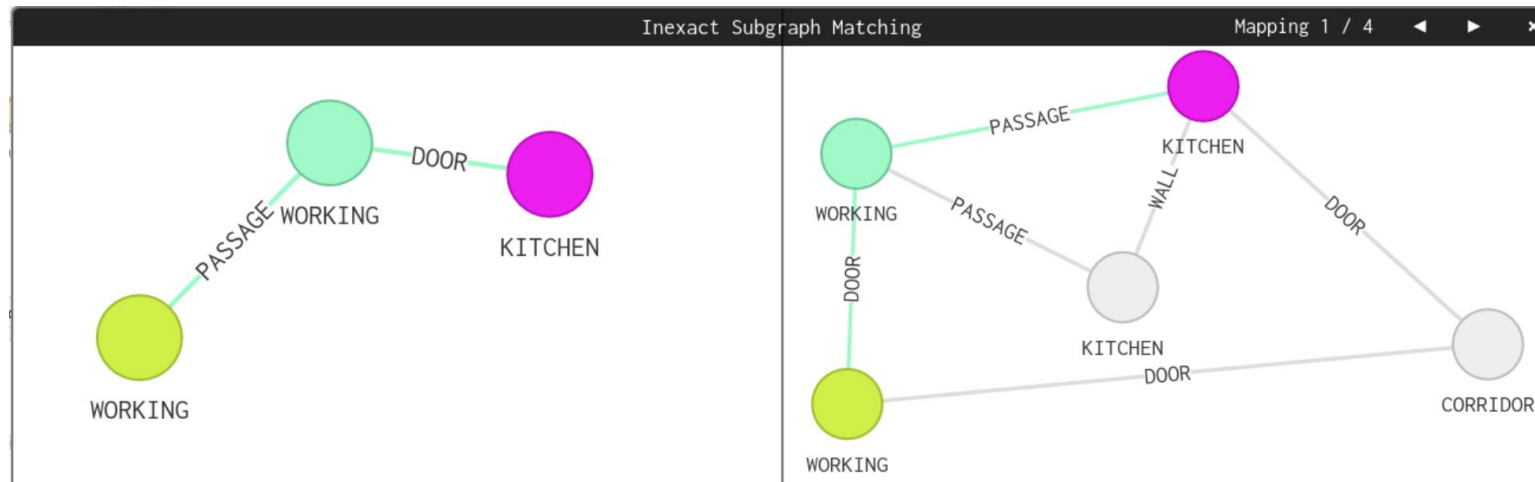 Inexact Subgraph Matching
Mapping 1 / 4 ◄ ► ×
DOOR
WORKING
KITCHEN
PASSAGE
WORKING
PASSAGE
KITCHEN
WORKING
PASSAGE
WALL
DOOR
DOOR
KITCHEN
DOOR
CORRIDOR
WORKING